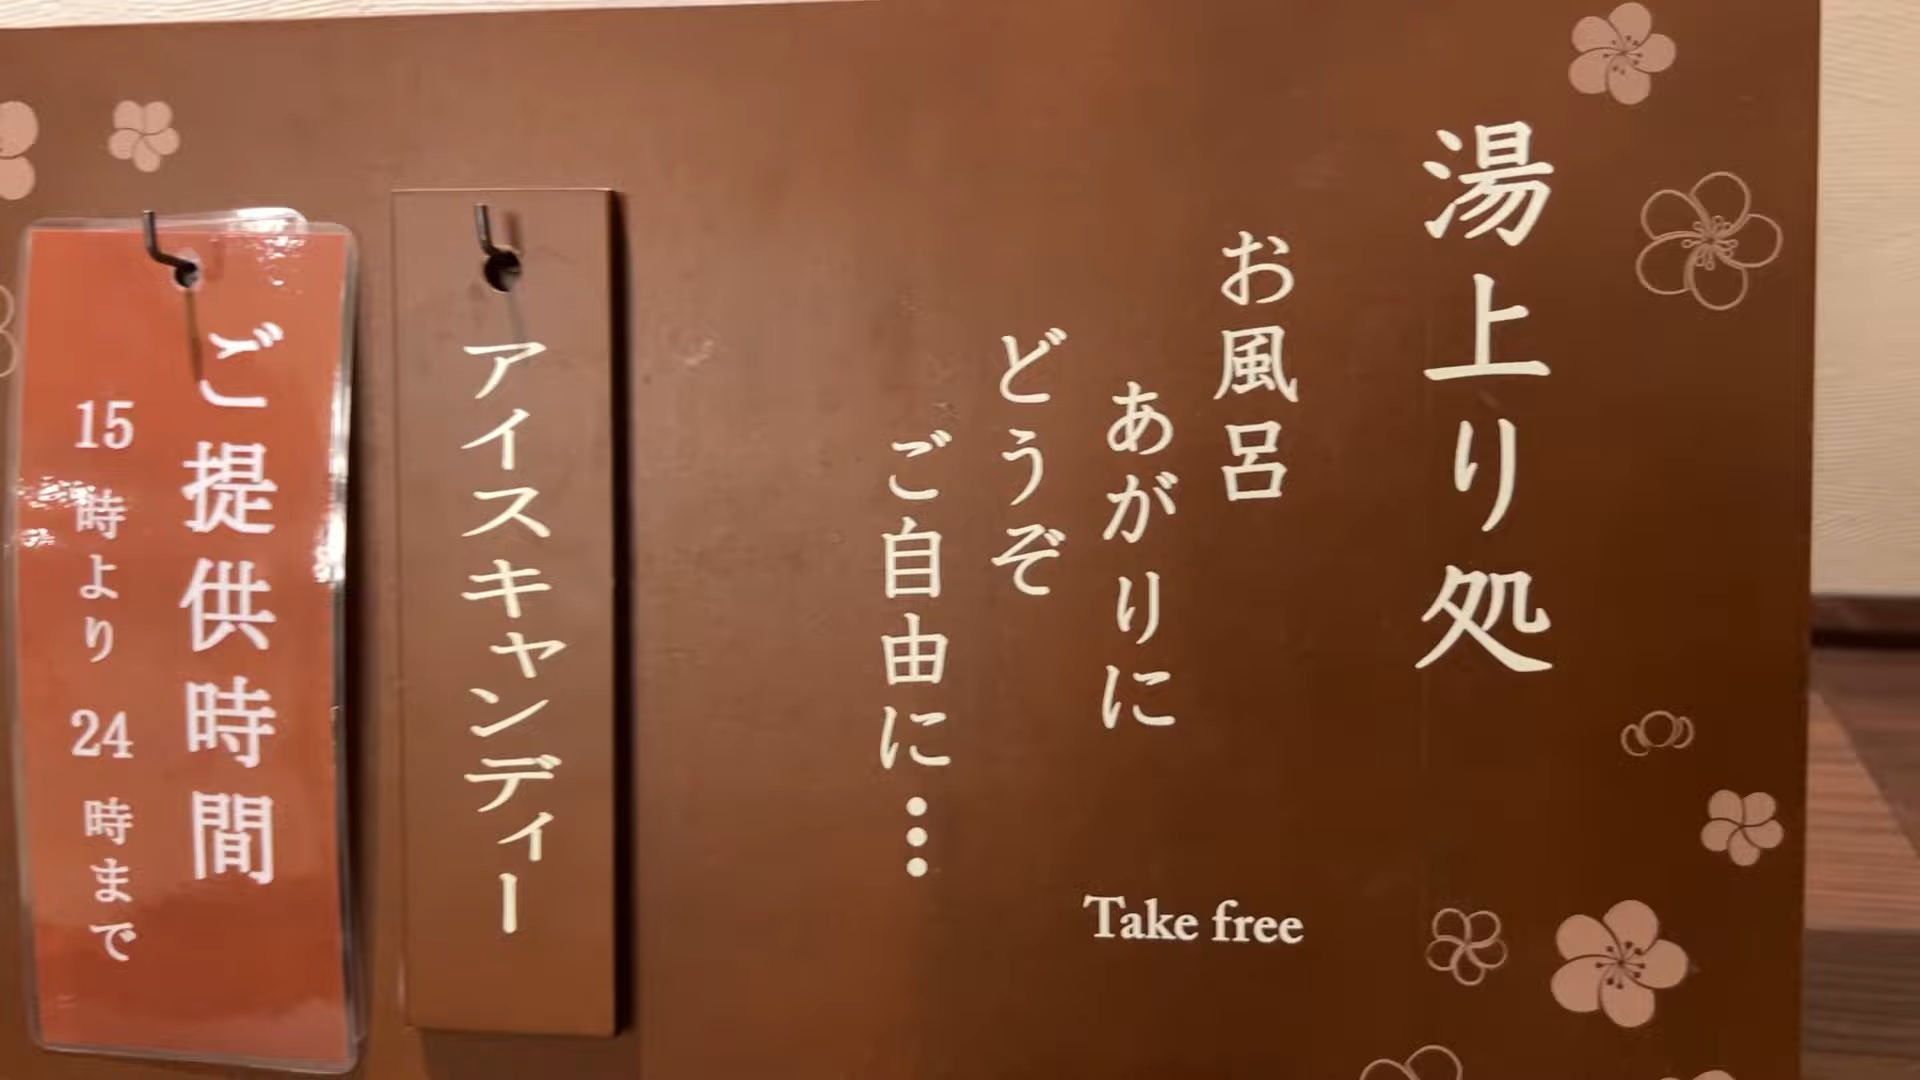 湯上り処
お風呂
あがりに
どうぞ
ご自由に…
Take free
アイスキャンディー
ご提供時間
15時より24時まで